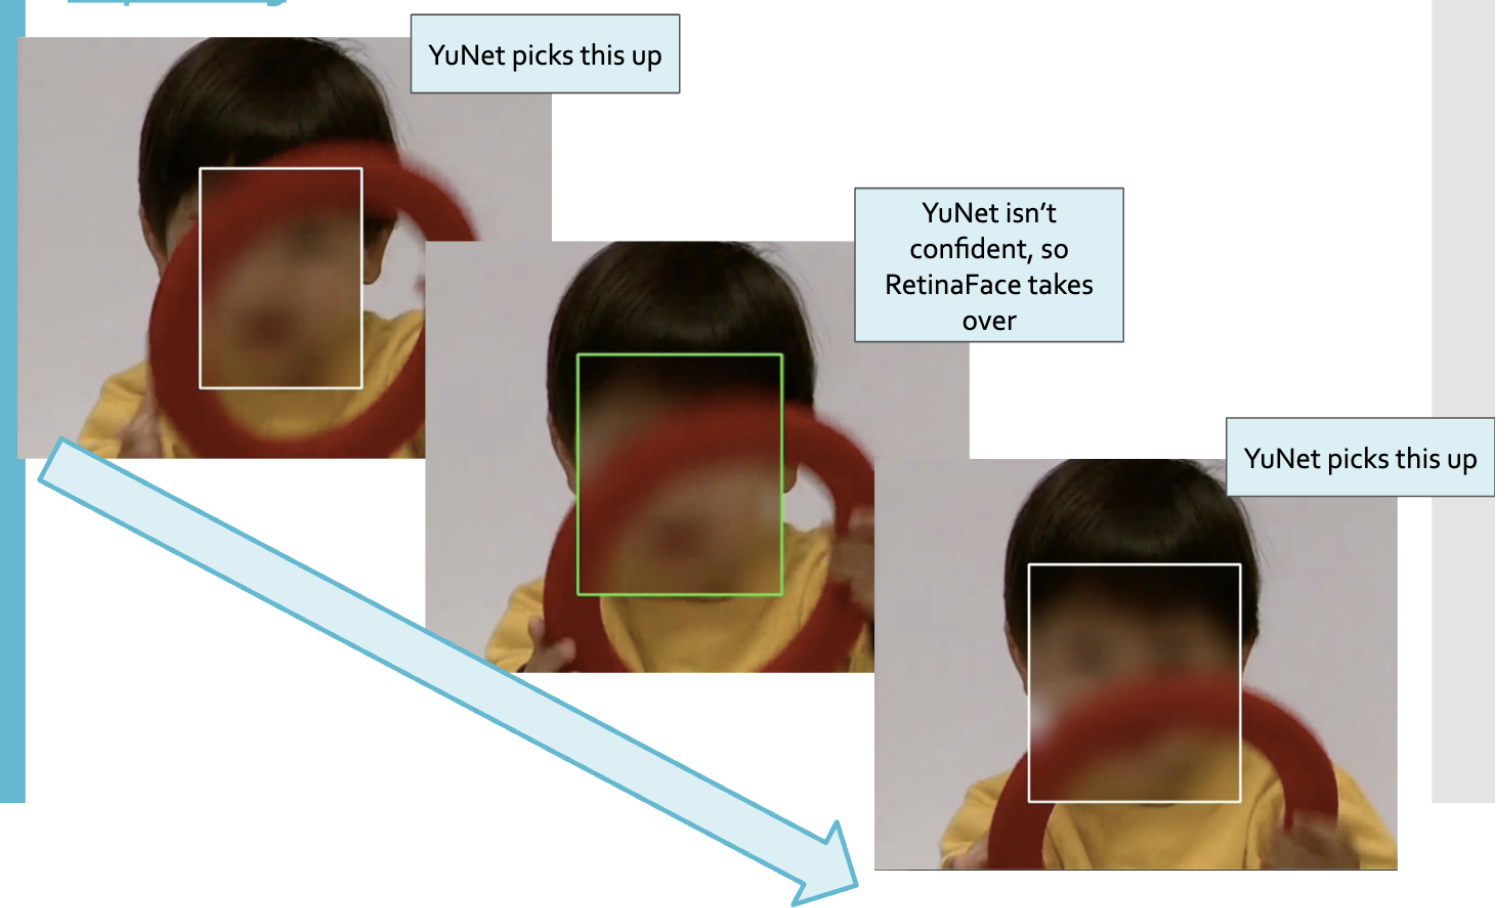 YuNet picks this up
YuNet isn’t
confident, so
RetinaFace takes
over
YuNet picks this up